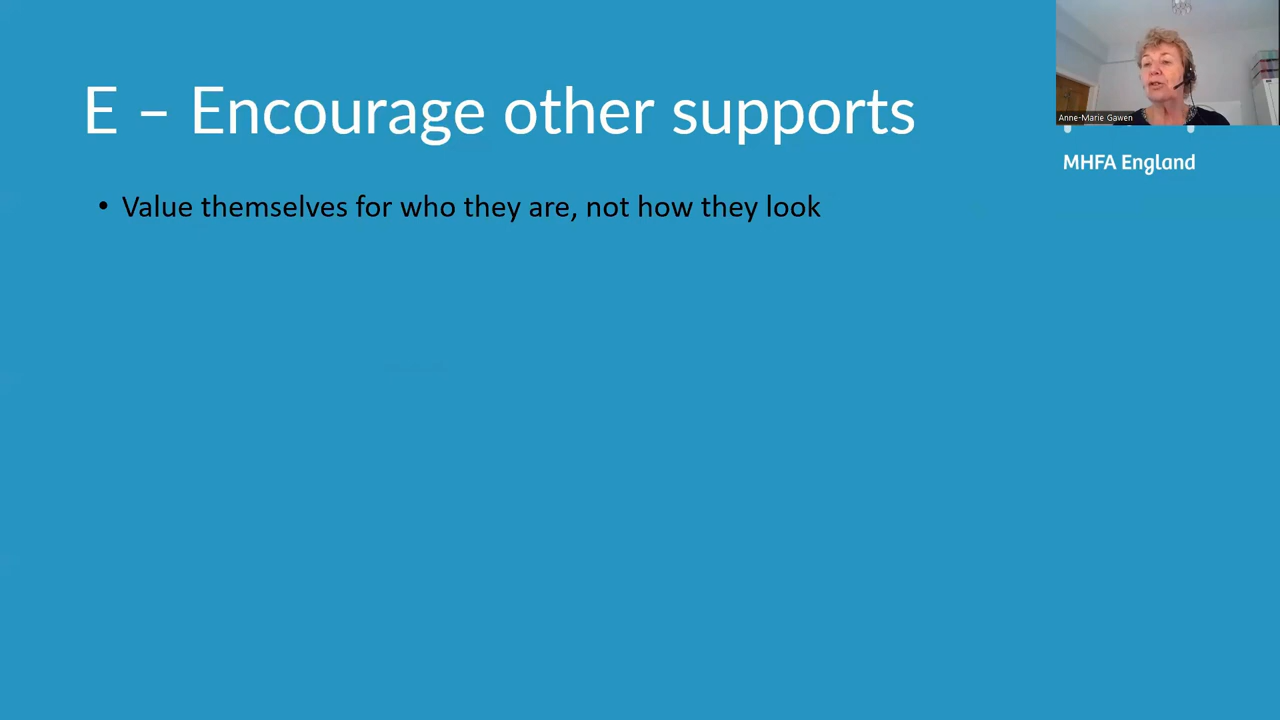 E – Encourage other supports
• Value themselves for who they are, not how they look
Anne-Marie Gawen
MHFA England